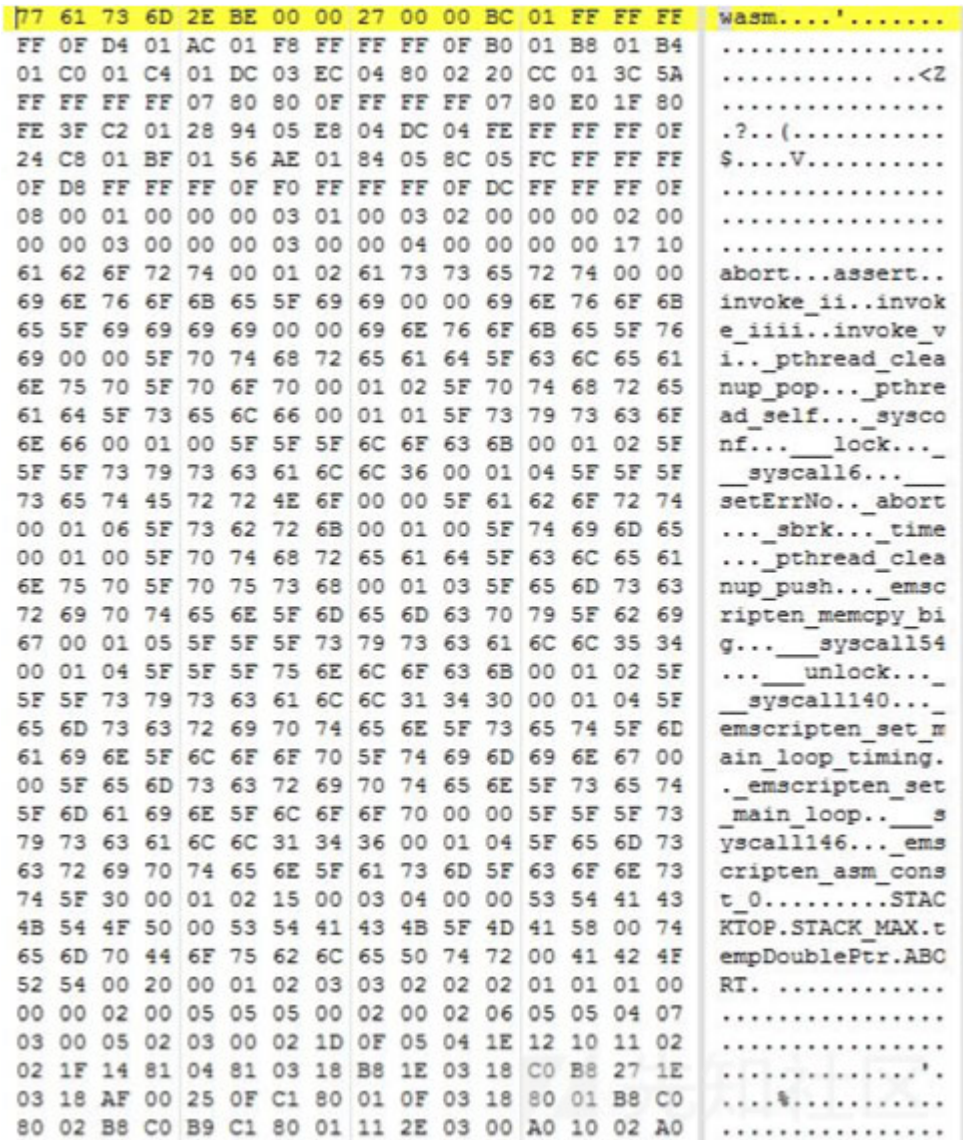 77 61 73 6D 2E BE 00 00 27 00 00 BC 01 FF FF FF wasm....'.......
FF 0F D4 01 AC 01 F8 FF FF FF 0F B0 01 B8 01 B4 ................
01 C0 01 C4 01 DC 03 EC 04 80 02 20 CC 01 3C 5A ........... ..<Z
FF FF FF FF 07 80 80 0F FF FF FF 07 80 E0 1F 80 ................
FE 3F C2 01 28 94 05 E8 04 DC 04 FE FF FF FF 0F .?..(...........
24 C8 01 BF 01 56 AE 01 84 05 8C 05 FC FF FF FF $....V..........
0F D8 FF FF FF 0F F0 FF FF FF 0F DC FF FF FF 0F ................
08 00 01 00 00 00 03 01 00 03 02 00 00 00 02 00 ................
00 00 03 00 00 00 03 00 00 04 00 00 00 00 17 10 ................
61 62 6F 72 74 00 01 02 61 73 73 65 72 74 00 00 abort...assert..
69 6E 76 6F 6B 65 5F 69 69 00 00 69 6E 76 6F 6B invoke_ii..invok
65 5F 69 69 69 69 00 00 69 6E 76 6F 6B 65 5F 76 e_iiii..invoke_v
69 00 00 5F 70 74 68 72 65 61 64 5F 63 6C 65 61 i.._pthread_clea
6E 75 70 5F 70 6F 70 00 01 02 5F 70 74 68 72 65 nup_pop..._pthre
61 64 5F 73 65 6C 66 00 01 01 5F 73 79 73 63 6F ad_self..._sysco
6E 66 00 01 00 5F 5F 5F 6C 6F 63 6B 00 01 02 5F nf...___lock..._
5F 5F 73 79 73 63 61 6C 6C 36 00 01 04 5F 5F 5F __syscall6...___
73 65 74 45 72 72 4E 6F 00 00 5F 61 62 6F 72 74 setErrNo.._abort
00 01 06 5F 73 62 72 6B 00 01 00 5F 74 69 6D 65 ..._sbrk..._time
00 01 00 5F 70 74 68 72 65 61 64 5F 63 6C 65 61 ..._pthread_clea
6E 75 70 5F 70 75 73 68 00 01 03 5F 65 6D 73 63 nup_push..._emsc
72 69 70 74 65 6E 5F 6D 65 6D 63 70 79 5F 62 69 ripten_memcpy_bi
67 00 01 05 5F 5F 5F 73 79 73 63 61 6C 6C 35 34 g...___syscall54
00 01 04 5F 5F 5F 75 6E 6C 6F 63 6B 00 01 02 5F ...___unlock..._
5F 5F 73 79 73 63 61 6C 6C 31 34 30 00 01 04 5F __syscall140..._
65 6D 73 63 72 69 70 74 65 6E 5F 73 65 74 5F 6D emscripten_set_m
61 69 6E 5F 6C 6F 6F 70 5F 74 69 6D 69 6E 67 00 ain_loop_timing.
00 5F 65 6D 73 63 72 69 70 74 65 6E 5F 73 65 74 ._emscripten_set
5F 6D 61 69 6E 5F 6C 6F 6F 70 00 00 5F 5F 5F 73 _main_loop..___s
79 73 63 61 6C 6C 31 34 36 00 01 04 5F 65 6D 73 yscall146..._ems
63 72 69 70 74 65 6E 5F 61 73 6D 5F 63 6F 6E 73 cripten_asm_cons
74 5F 30 00 01 02 15 00 03 04 00 00 53 54 41 43 t_0.........STAC
4B 54 4F 50 00 53 54 41 43 4B 5F 4D 41 58 00 74 KTOP.STACK_MAX.t
65 6D 70 44 6F 75 62 6C 65 50 74 72 00 41 42 4F empDoublePtr.ABO
52 54 00 20 00 01 02 03 03 02 02 02 01 01 01 00 RT. ............
00 00 02 00 05 05 05 00 02 00 02 06 05 05 04 07 ................
03 00 05 02 03 00 02 1D 0F 05 04 1E 12 10 11 02 ................
02 1F 14 81 04 81 03 18 B8 1E 03 18 C0 B8 27 1E ..............'.
03 18 AF 00 25 0F C1 80 01 0F 03 18 80 01 B8 C0 ....%...........
80 02 B8 C0 B9 C1 80 01 11 2E 03 00 A0 10 02 A0 ................
先知社区